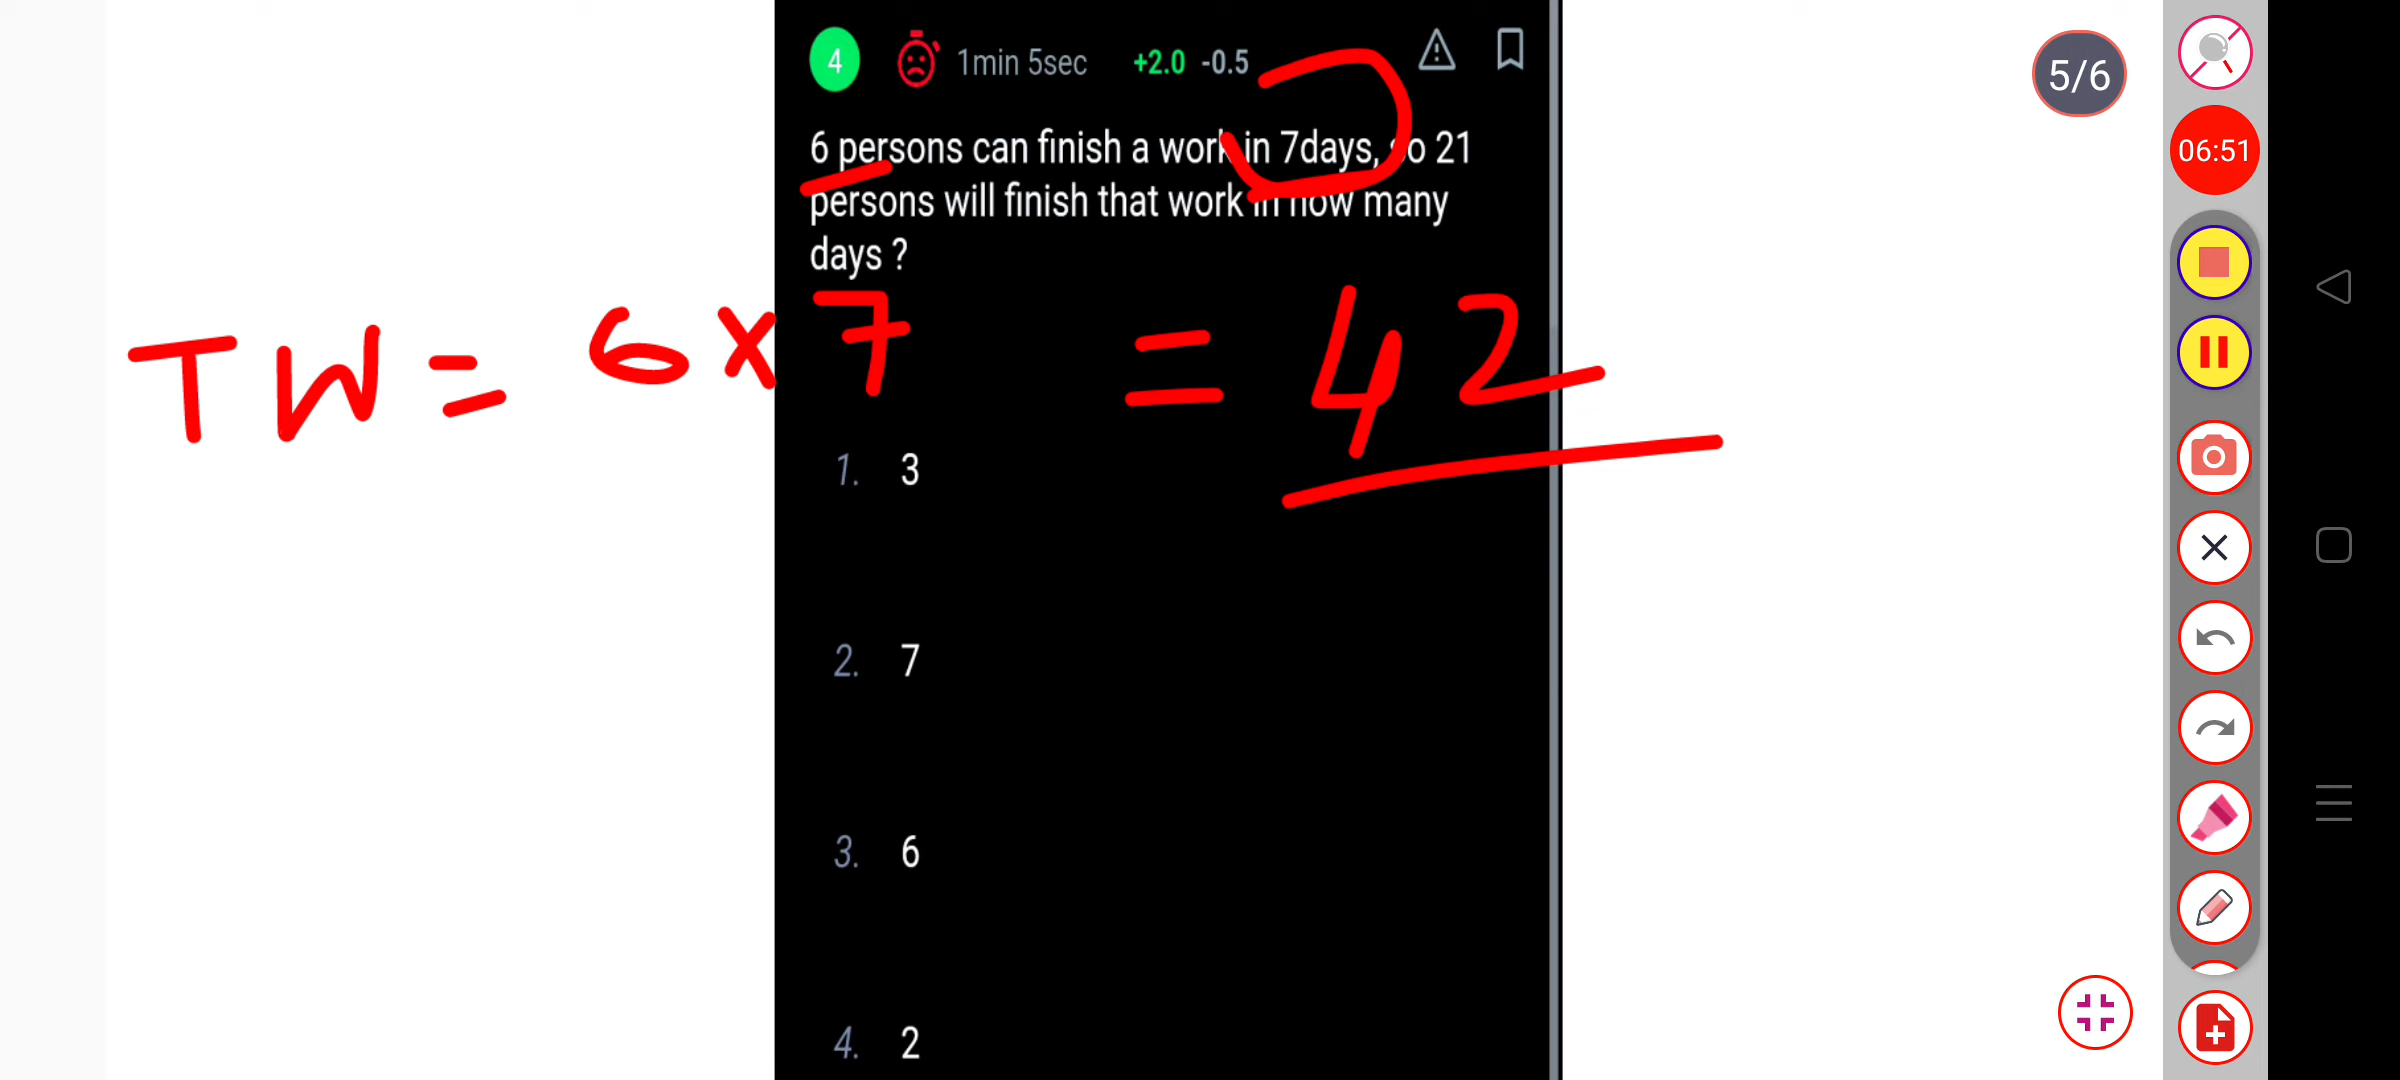 4 1min 5sec +2.0 -0.5
5/6
06:51
6 persons can finish a work in 7days, so 21
persons will finish that work in how many
days ?
TW = 6 x 7 = 42
1. 3
2. 7
3. 6
4. 2